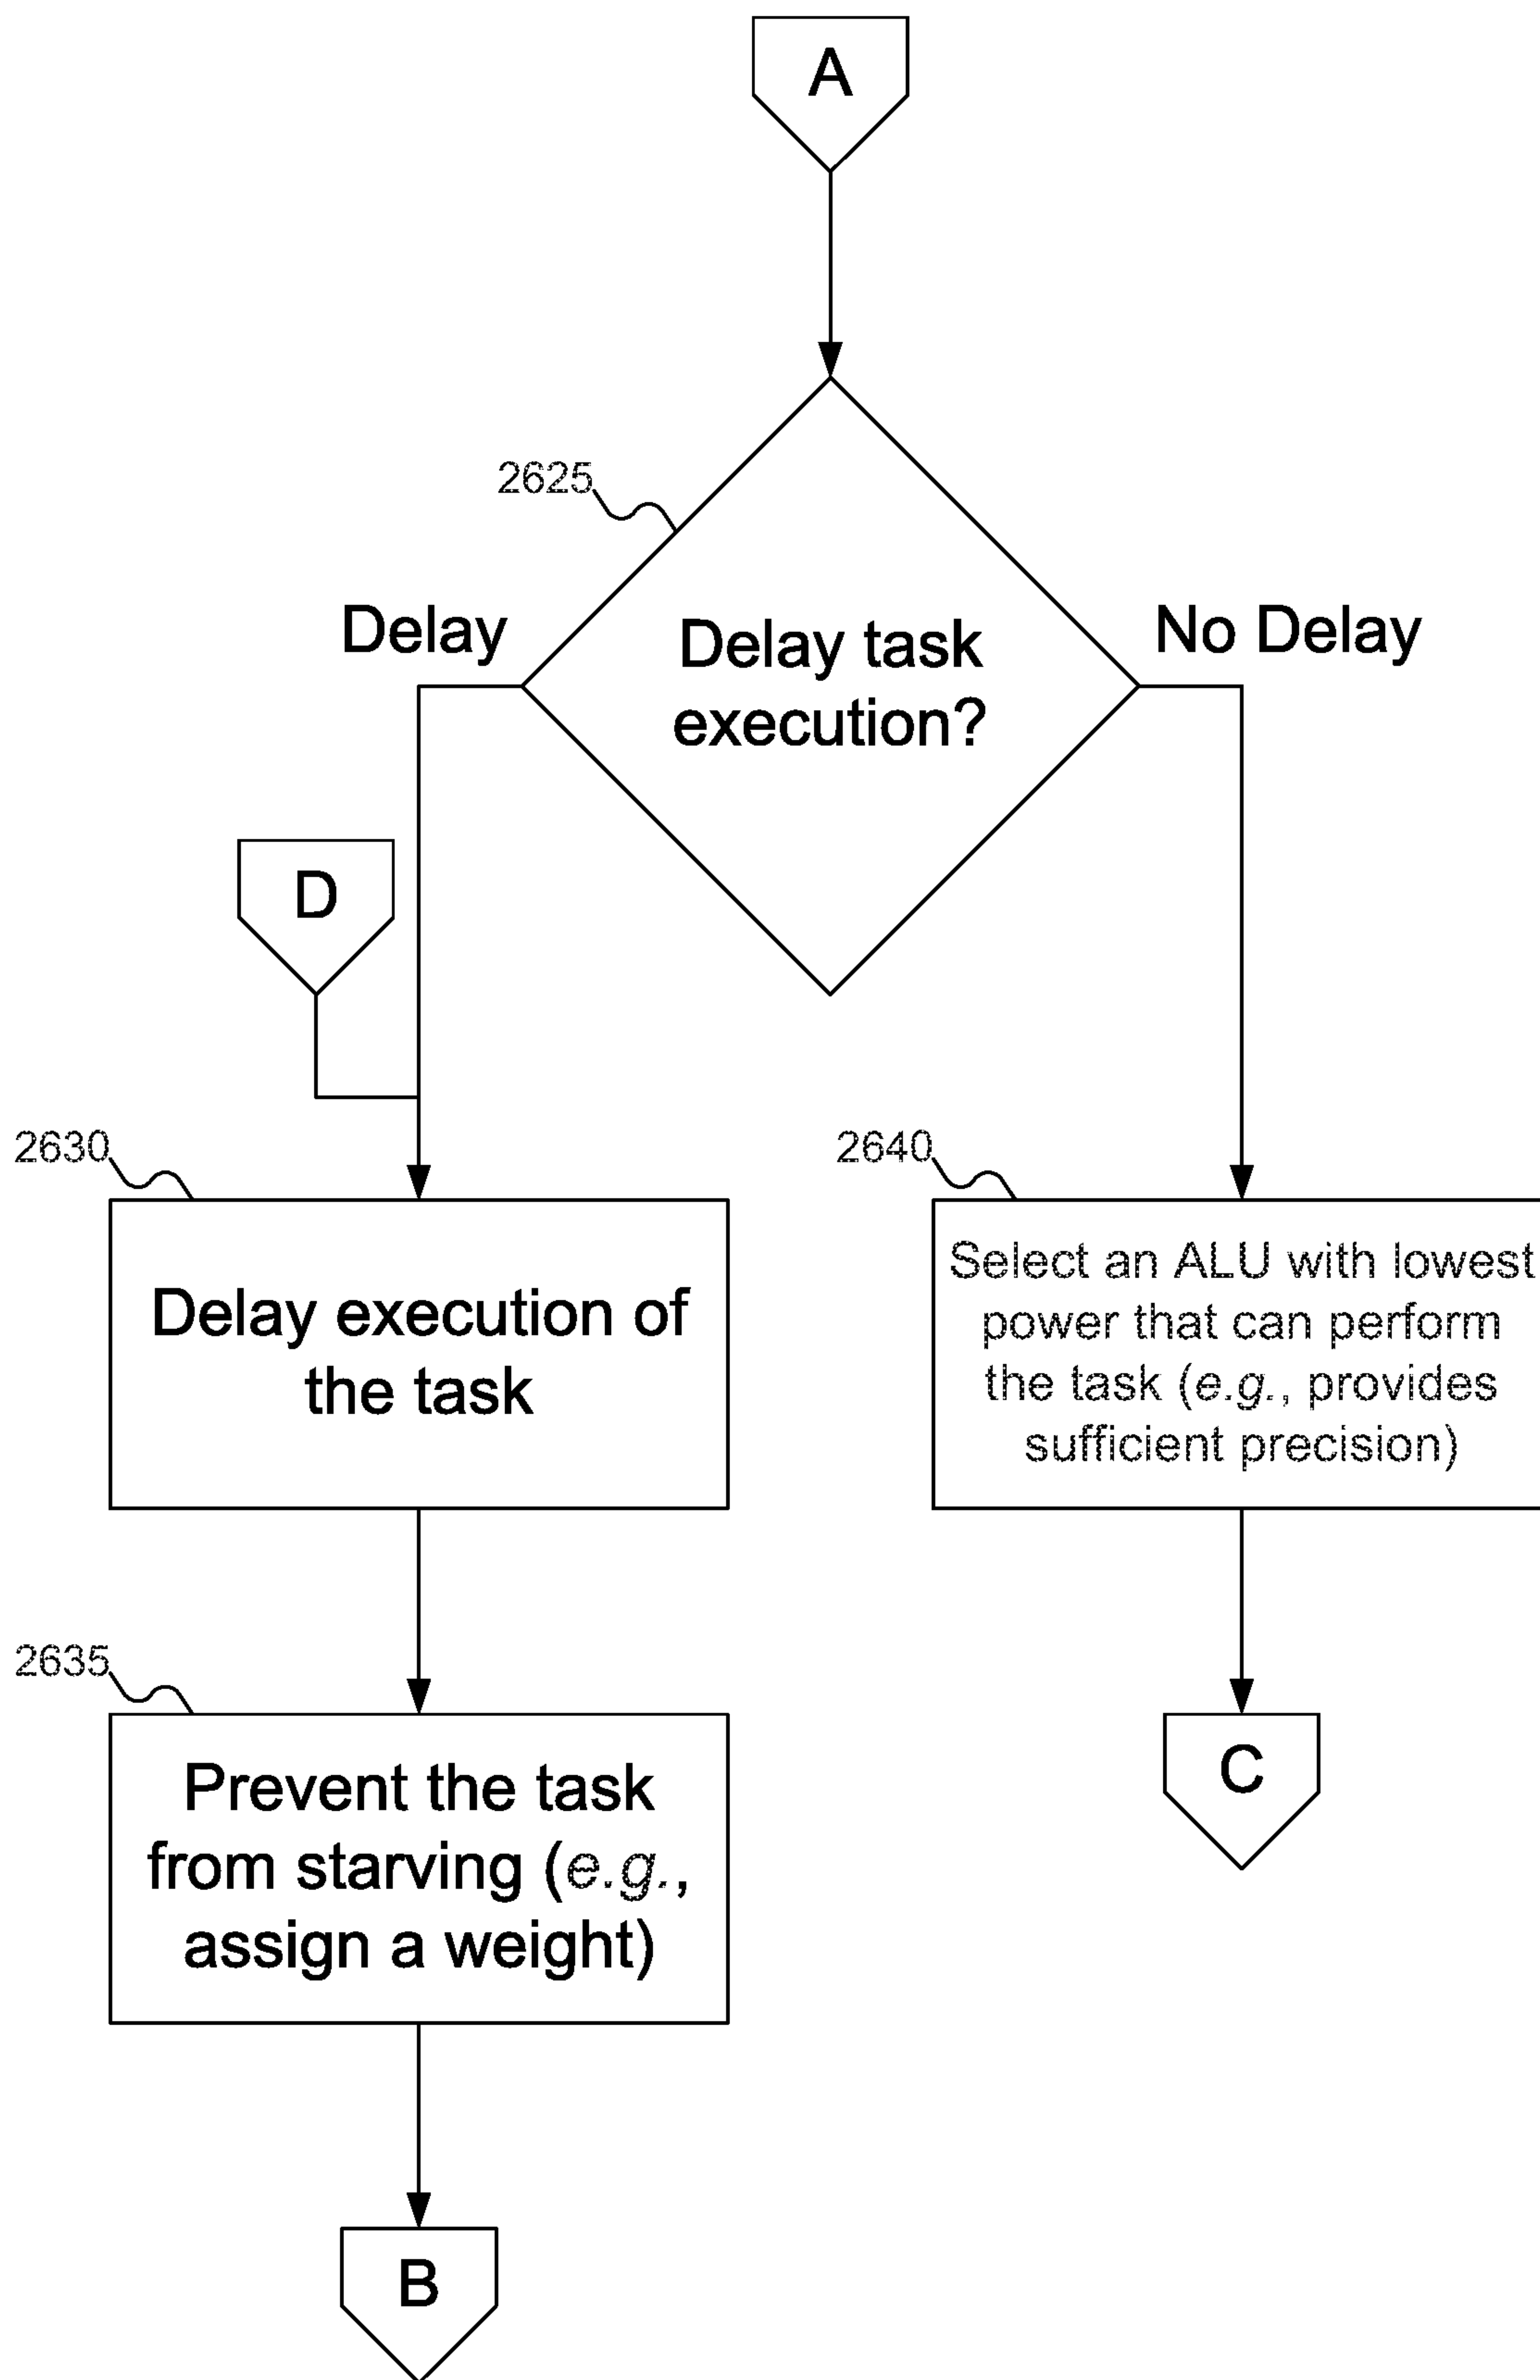 A
2625
Delay
Delay task
execution?
No Delay
D
2630
Delay execution of
the task
2640
Select an ALU with lowest
power that can perform
the task (e.g., provides
sufficient precision)
2635
Prevent the task
from starving (e.g.,
assign a weight)
C
B